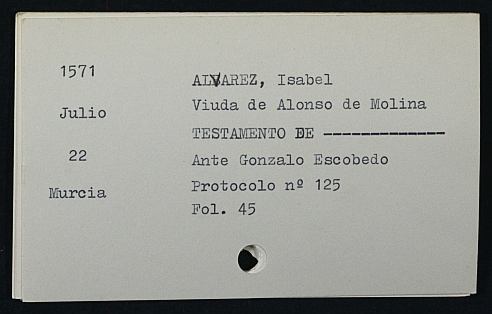 1571
Julio
22
Murcia
ALVAREZ, Isabel
Viuda de Alonso de Molina
TESTAMENTO DE -------------
Ante Gonzalo Escobedo
Protocolo nº 125
Fol. 45